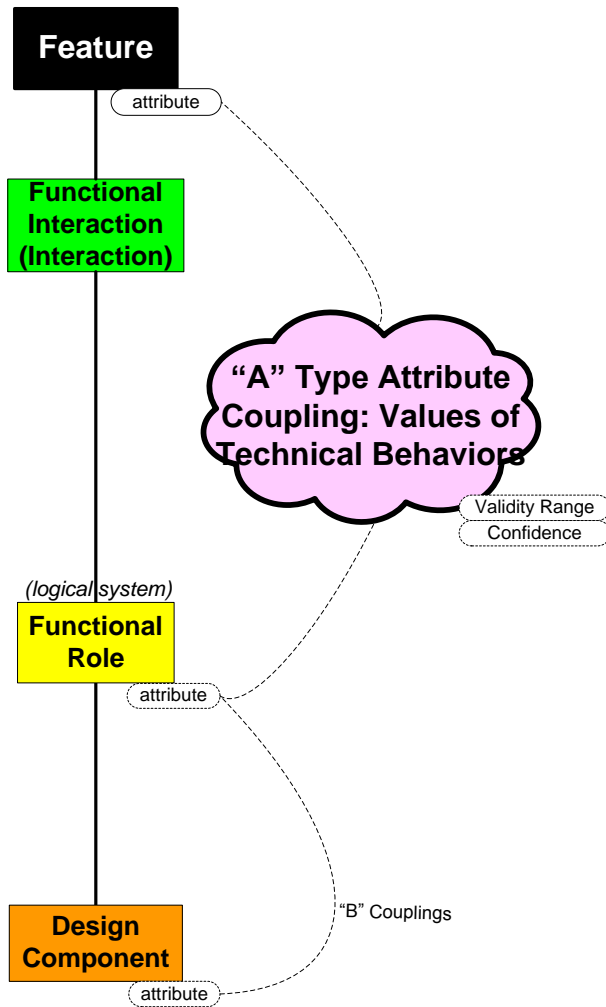 Feature
attribute
Functional
Interaction
(Interaction)
“A” Type Attribute
Coupling: Values of
Technical Behaviors
Validity Range
Confidence
(logical system)
Functional
Role
attribute
“B” Couplings
Design
Component
attribute